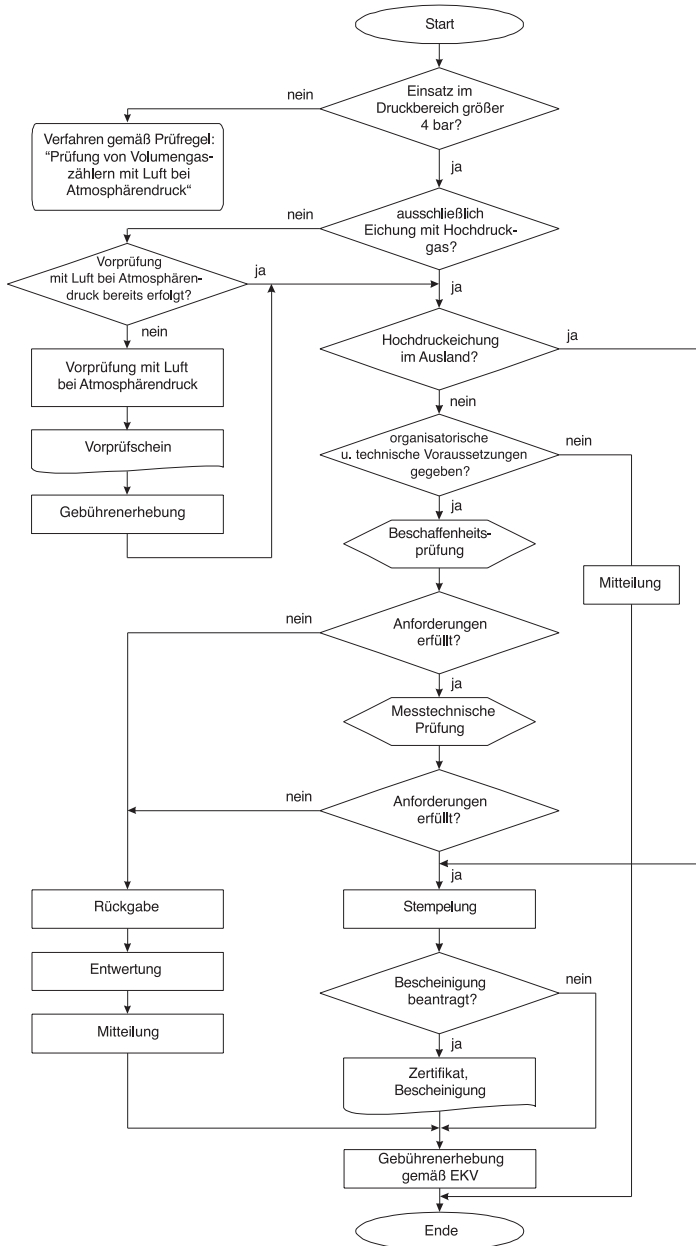 Start
Einsatz im
Druckbereich größer
4 bar?
nein
ja
Verfahren gemäß Prüfregel:
“Prüfung von Volumengas-
zählern mit Luft bei
Atmosphärendruck“
nein
ausschließlich
Eichung mit Hochdruck-
gas?
ja
Vorprüfung
mit Luft bei Atmosphären-
druck bereits erfolgt?
ja
nein
Vorprüfung mit Luft
bei Atmosphärendruck
Vorprüfschein
Gebührenerhebung
Hochdruckeichung
im Ausland?
ja
nein
organisatorische
u. technische Voraussetzungen
gegeben?
nein
ja
Beschaffenheits-
prüfung
Mitteilung
nein
Anforderungen
erfüllt?
ja
Messtechnische
Prüfung
nein
Anforderungen
erfüllt?
ja
Rückgabe
Entwertung
Mitteilung
Stempelung
Bescheinigung
beantragt?
nein
ja
Zertifikat,
Bescheinigung
Gebührenerhebung
gemäß EKV
Ende